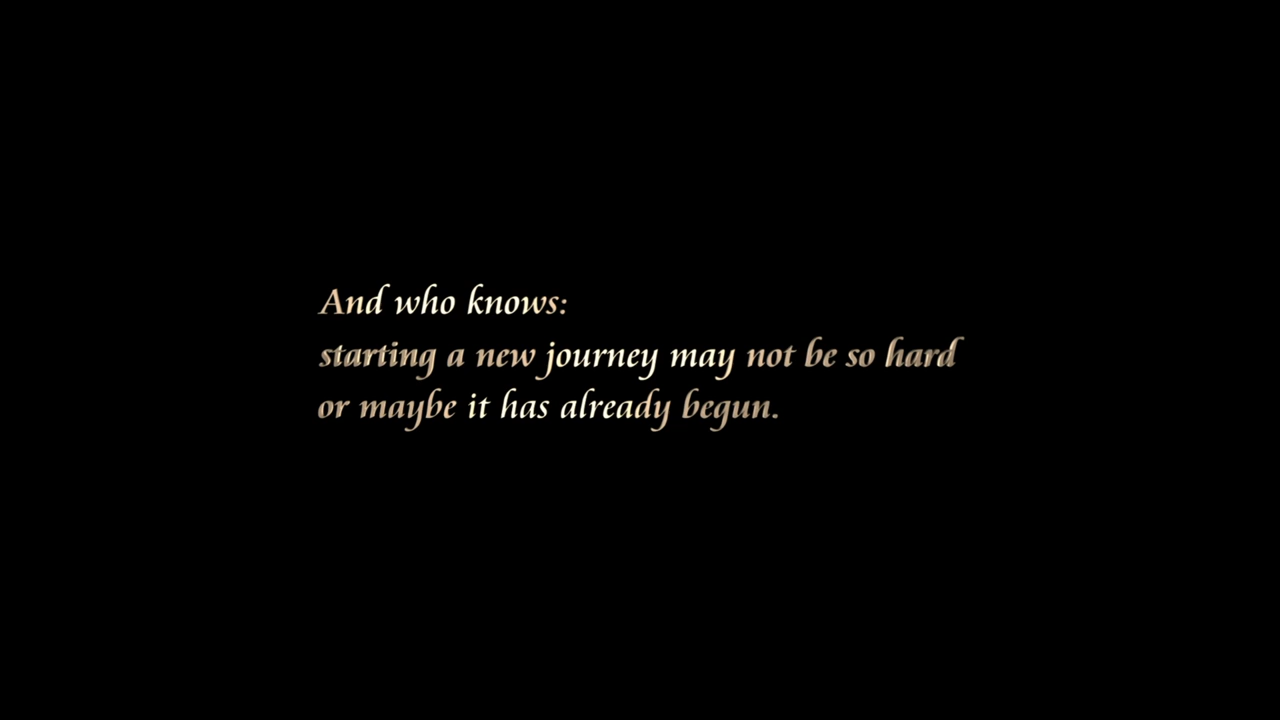 And who knows:
starting a new journey may not be so hard
or maybe it has already begun.